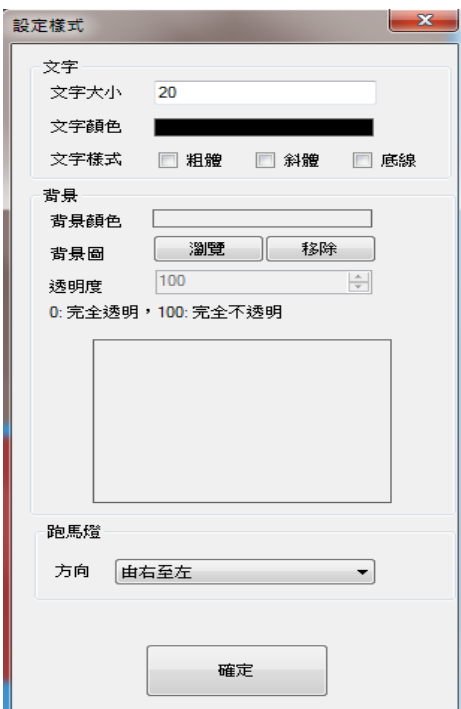 設定樣式
文字
文字大小 20
文字顏色
文字樣式 粗體 斜體 底線
背景
背景顏色
背景圖 瀏覽 移除
透明度 100
0: 完全透明，100: 完全不透明
跑馬燈
方向 由右至左
確定